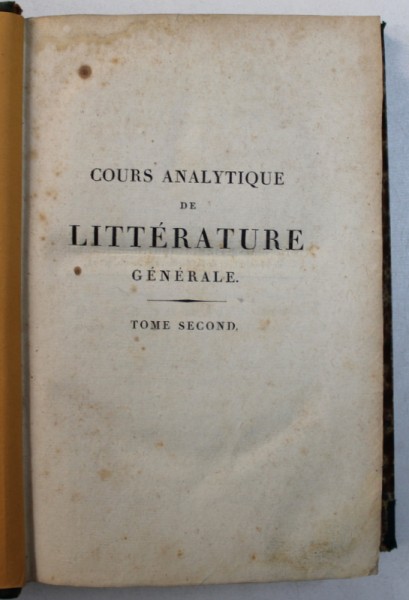 COURS ANALYTIQUE
DE
LITTÉRATURE
GÉNÉRALE.
TOME SECOND.